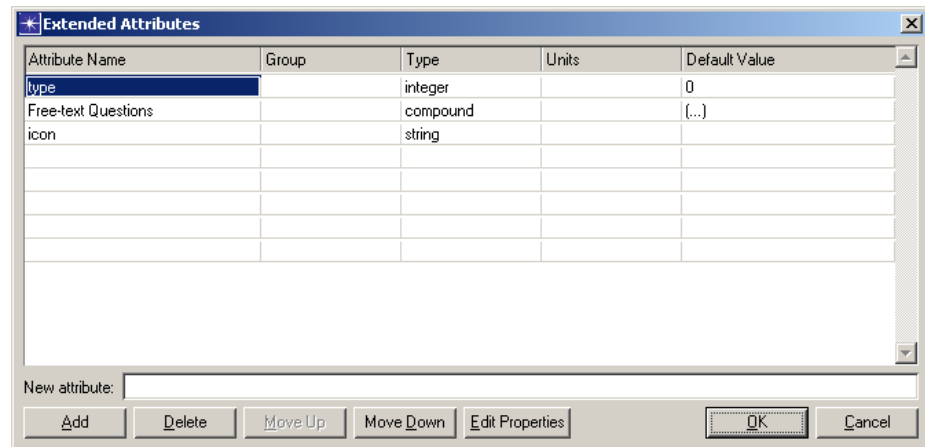 Extended Attributes
Attribute Name Group Type Units Default Value
type integer 0
Free-text Questions compound (...)
icon string
New attribute:
Add Delete Move Up Move Down Edit Properties OK Cancel